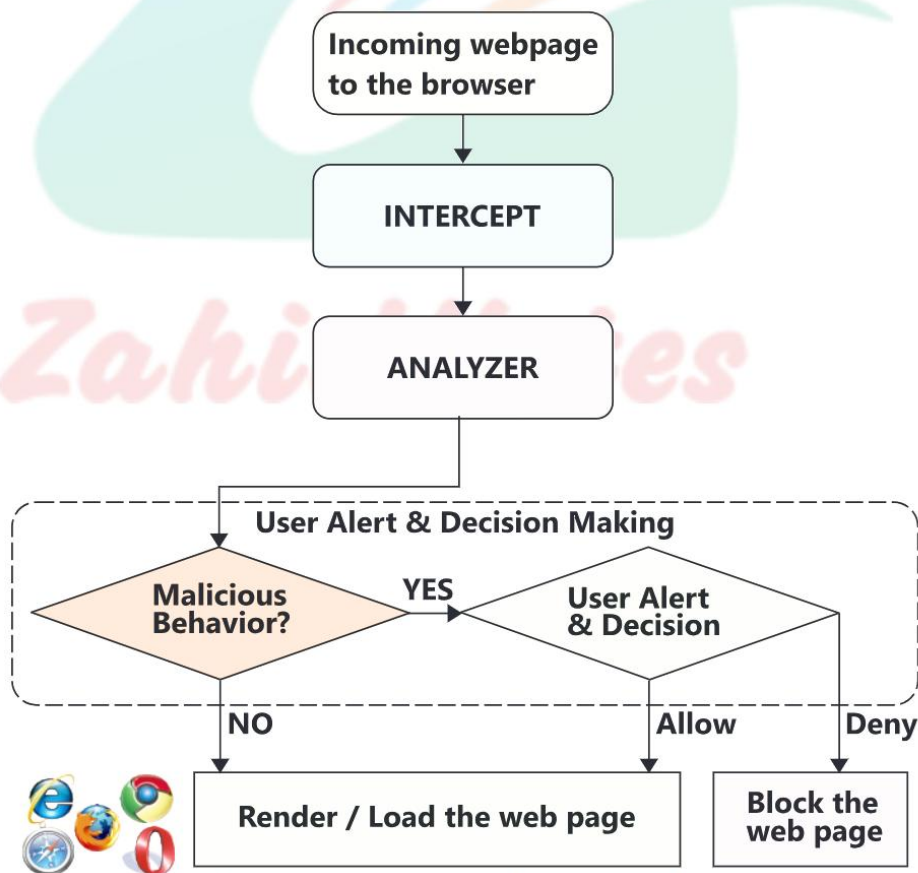 Incoming webpage
to the browser
INTERCEPT
ANALYZER
User Alert & Decision Making
Malicious
Behavior?
YES
User Alert
& Decision
NO
Allow
Deny
Render / Load the web page
Block the
web page